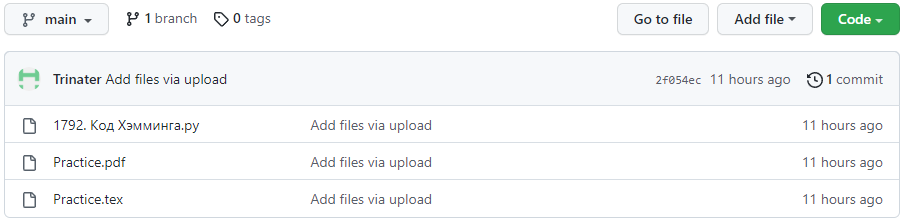 main 1 branch 0 tags Go to file Add file Code
Trinater Add files via upload 2f054ec 11 hours ago 1 commit
1792. Код Хэмминга.py Add files via upload 11 hours ago
Practice.pdf Add files via upload 11 hours ago
Practice.tex Add files via upload 11 hours ago